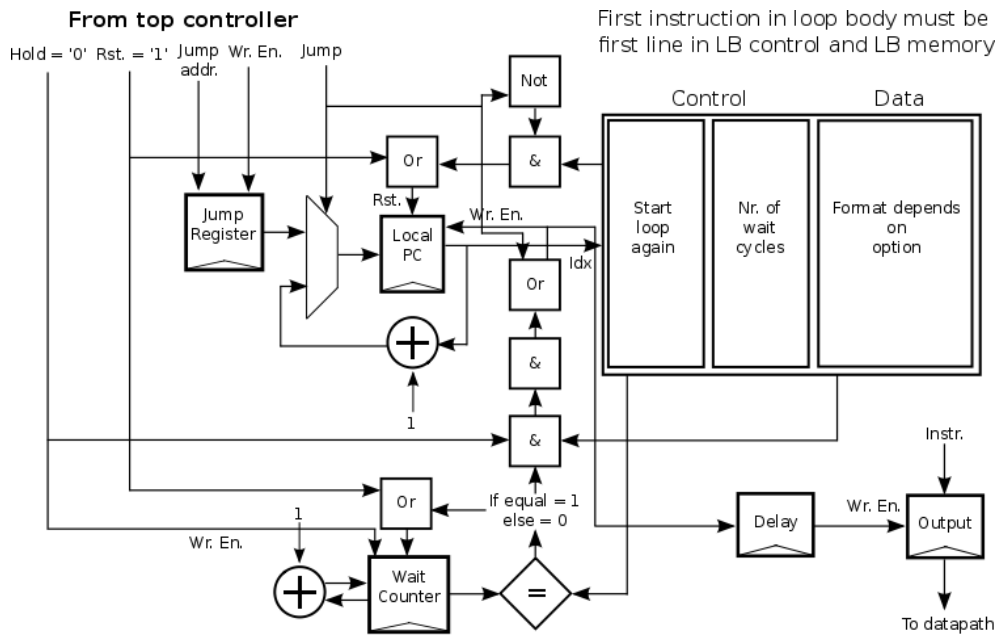 From top controller
First instruction in loop body must be
first line in LB control and LB memory
Hold = '0'
Rst. = '1'
Jump
addr.
Wr. En.
Jump
Not
Control
Data
Or
&
Rst.
Wr. En.
Jump
Register
Local
PC
Start
loop
again
Nr. of
wait
cycles
Format depends
on
option
Idx
Or
+
&
1
&
Instr.
Or
If equal = 1
else = 0
1
Wr. En.
Delay
Wr. En.
Output
+
Wait
Counter
=
To datapath